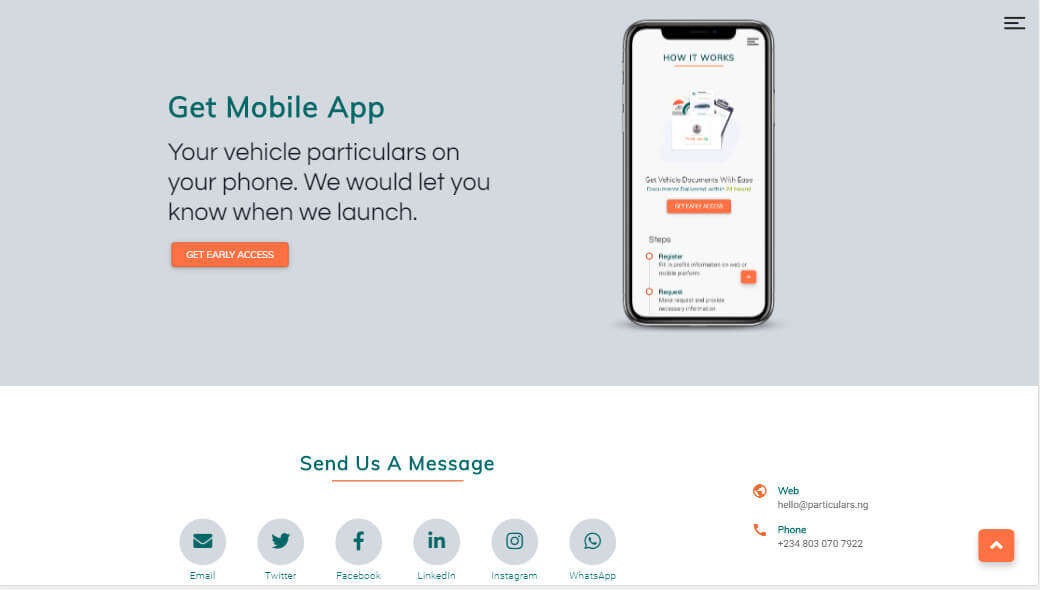 Get Mobile App
Your vehicle particulars on
your phone. We would let you
know when we launch.
GET EARLY ACCESS
HOW IT WORKS
Get Vehicle Documents With Ease
Documents Delivered within 24 hours!
GET EARLY ACCESS
Steps
Register
Fill in profile information on web or
mobile platform.
Request
Make request and provide
necessary information
Send Us A Message
Email
Twitter
Facebook
LinkedIn
Instagram
WhatsApp
Web
hello@particulars.ng
Phone
+234 803 070 7922